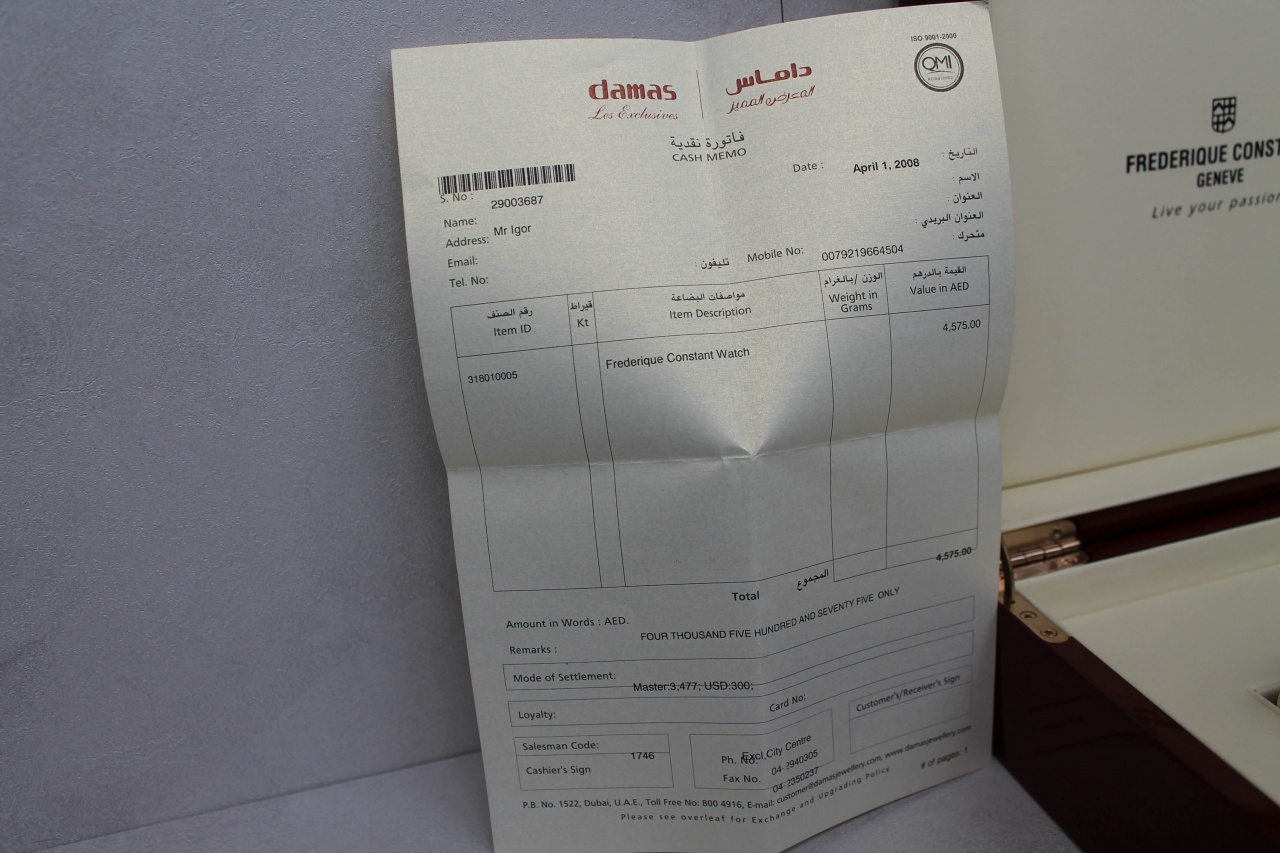 ISO 9001-2000
QMI
damas داماس
Les Exclusives المعرض المميز
فاتورة نقدية
CASH MEMO
Date : April 1, 2008 التاريخ :
S. No : 29003687 الاسم :
Name: Mr Igor العنوان :
Address: العنوان البريدي :
Email: متحرك :
Tel. No: تليفون : Mobile No: 0079219664504
رقم الصنف قيراط مواصفات البضاعة الوزن /بالغرام القيمة بالدرهم
Item ID Kt Item Description Weight in Grams Value in AED
318010005 Frederique Constant Watch 4,575.00
Total المجموع 4,575.00
Amount in Words : AED. FOUR THOUSAND FIVE HUNDRED AND SEVENTY FIVE ONLY
Remarks :
Mode of Settlement: Master:3,477; USD:300;
Loyalty: Card No:
Salesman Code: 1746
Cashier's Sign
Excl,City Centre
Ph. No. 04-2940305
Fax No. 04-2350237
Customer's/Receiver's Sign
P.B. No. 1522, Dubai, U.A.E., Toll Free No: 800 4916, E-mail: customer@damasjewellery.com, www.damasjewellery.com
Please see overleaf for Exchange and Upgrading Policy # of pages: 1
FREDERIQUE CONST
GENEVE
Live your passion